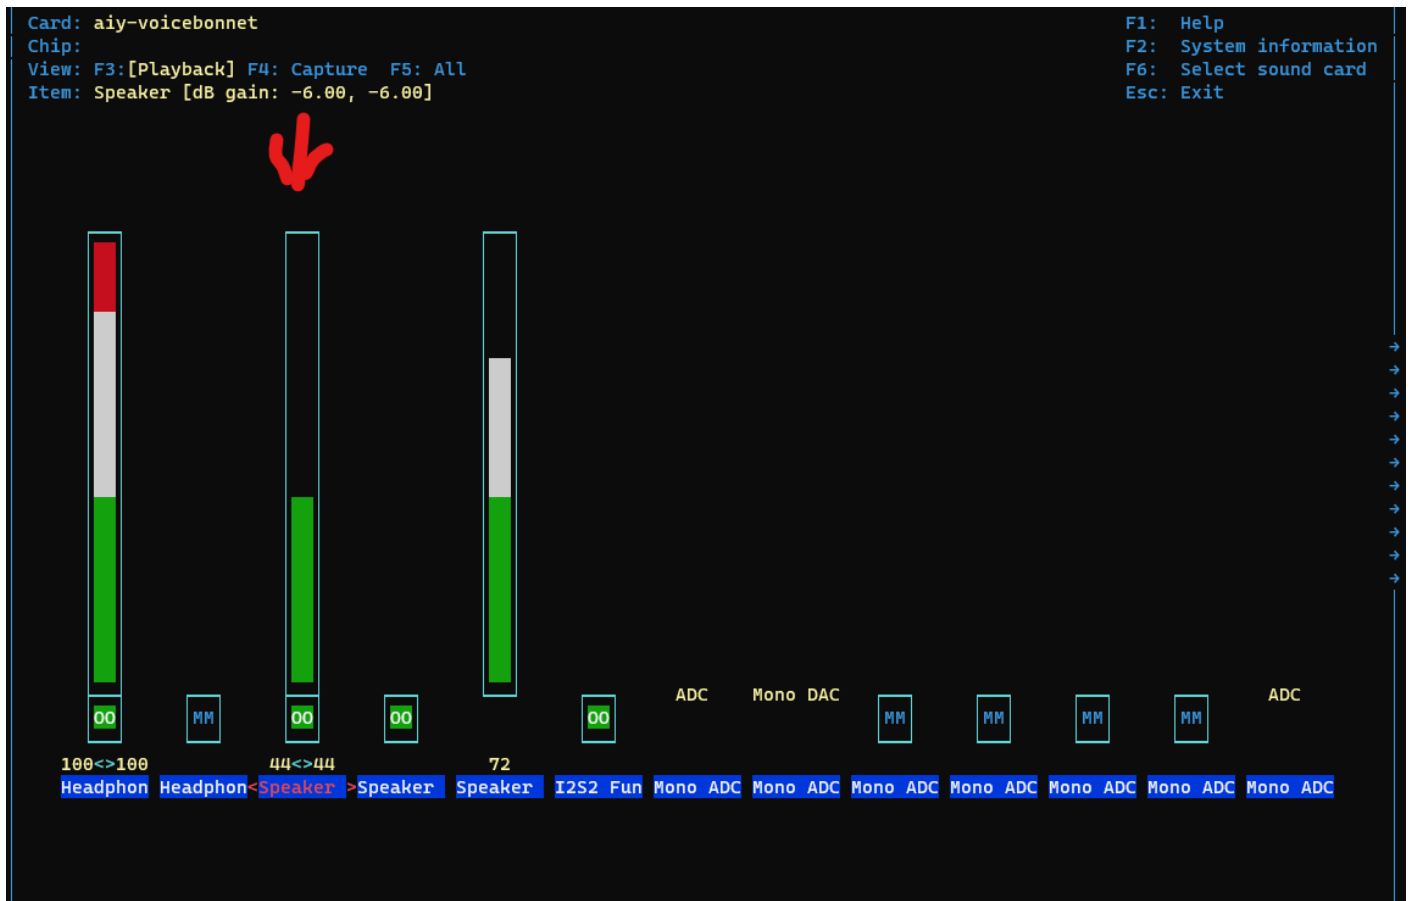 Card: aiy-voicebonnet F1: Help
Chip: F2: System information
View: F3:[Playback] F4: Capture F5: All F6: Select sound card
Item: Speaker [dB gain: -6.00, -6.00] Esc: Exit
ADC Mono DAC ADC
OO MM OO OO OO MM MM MM MM
100<>100 44<>44 72
Headphon Headphon<Speaker >Speaker Speaker I2S2 Fun Mono ADC Mono ADC Mono ADC Mono ADC Mono ADC Mono ADC Mono ADC